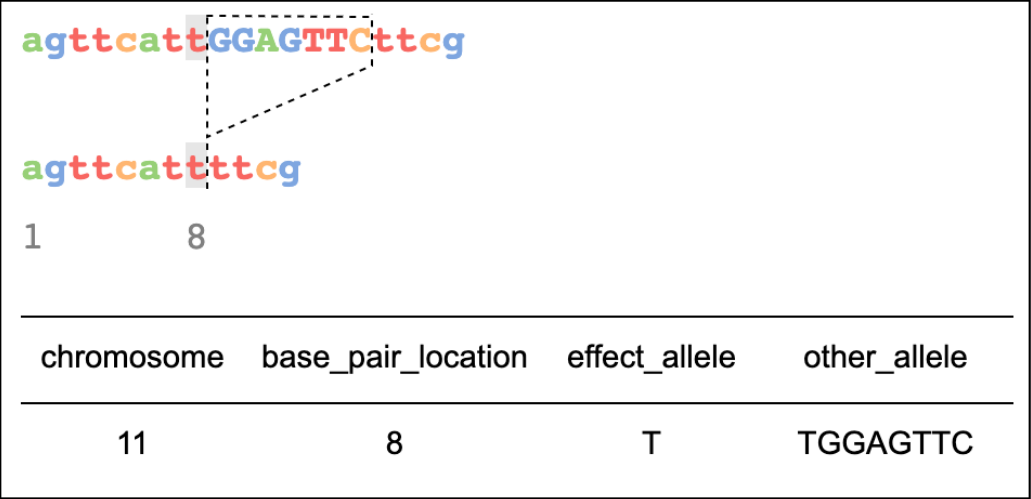 agttcattGGAGTTCttcg
agttcattttcg
1 8
chromosome base_pair_location effect_allele other_allele
11 8 T TGGAGTTC